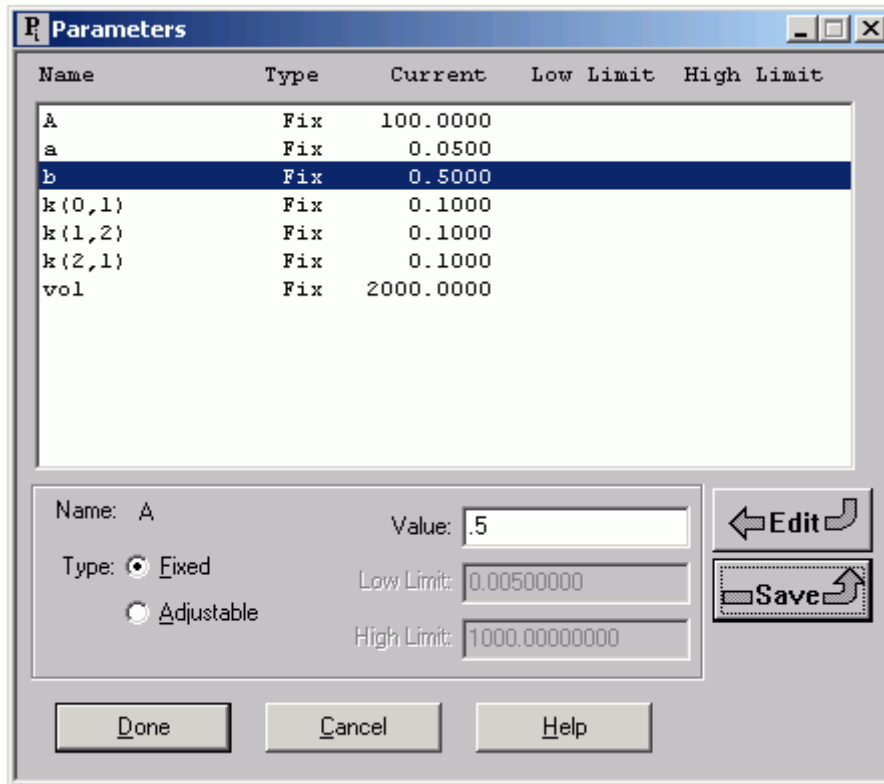 Parameters
Name Type Current Low Limit High Limit
A Fix 100.0000
a Fix 0.0500
b Fix 0.5000
k(0,1) Fix 0.1000
k(1,2) Fix 0.1000
k(2,1) Fix 0.1000
vol Fix 2000.0000
Name: A
Value: .5
Edit
Type: Fixed
Low Limit: 0.00500000
Save
Adjustable
High Limit: 1000.00000000
Done Cancel Help